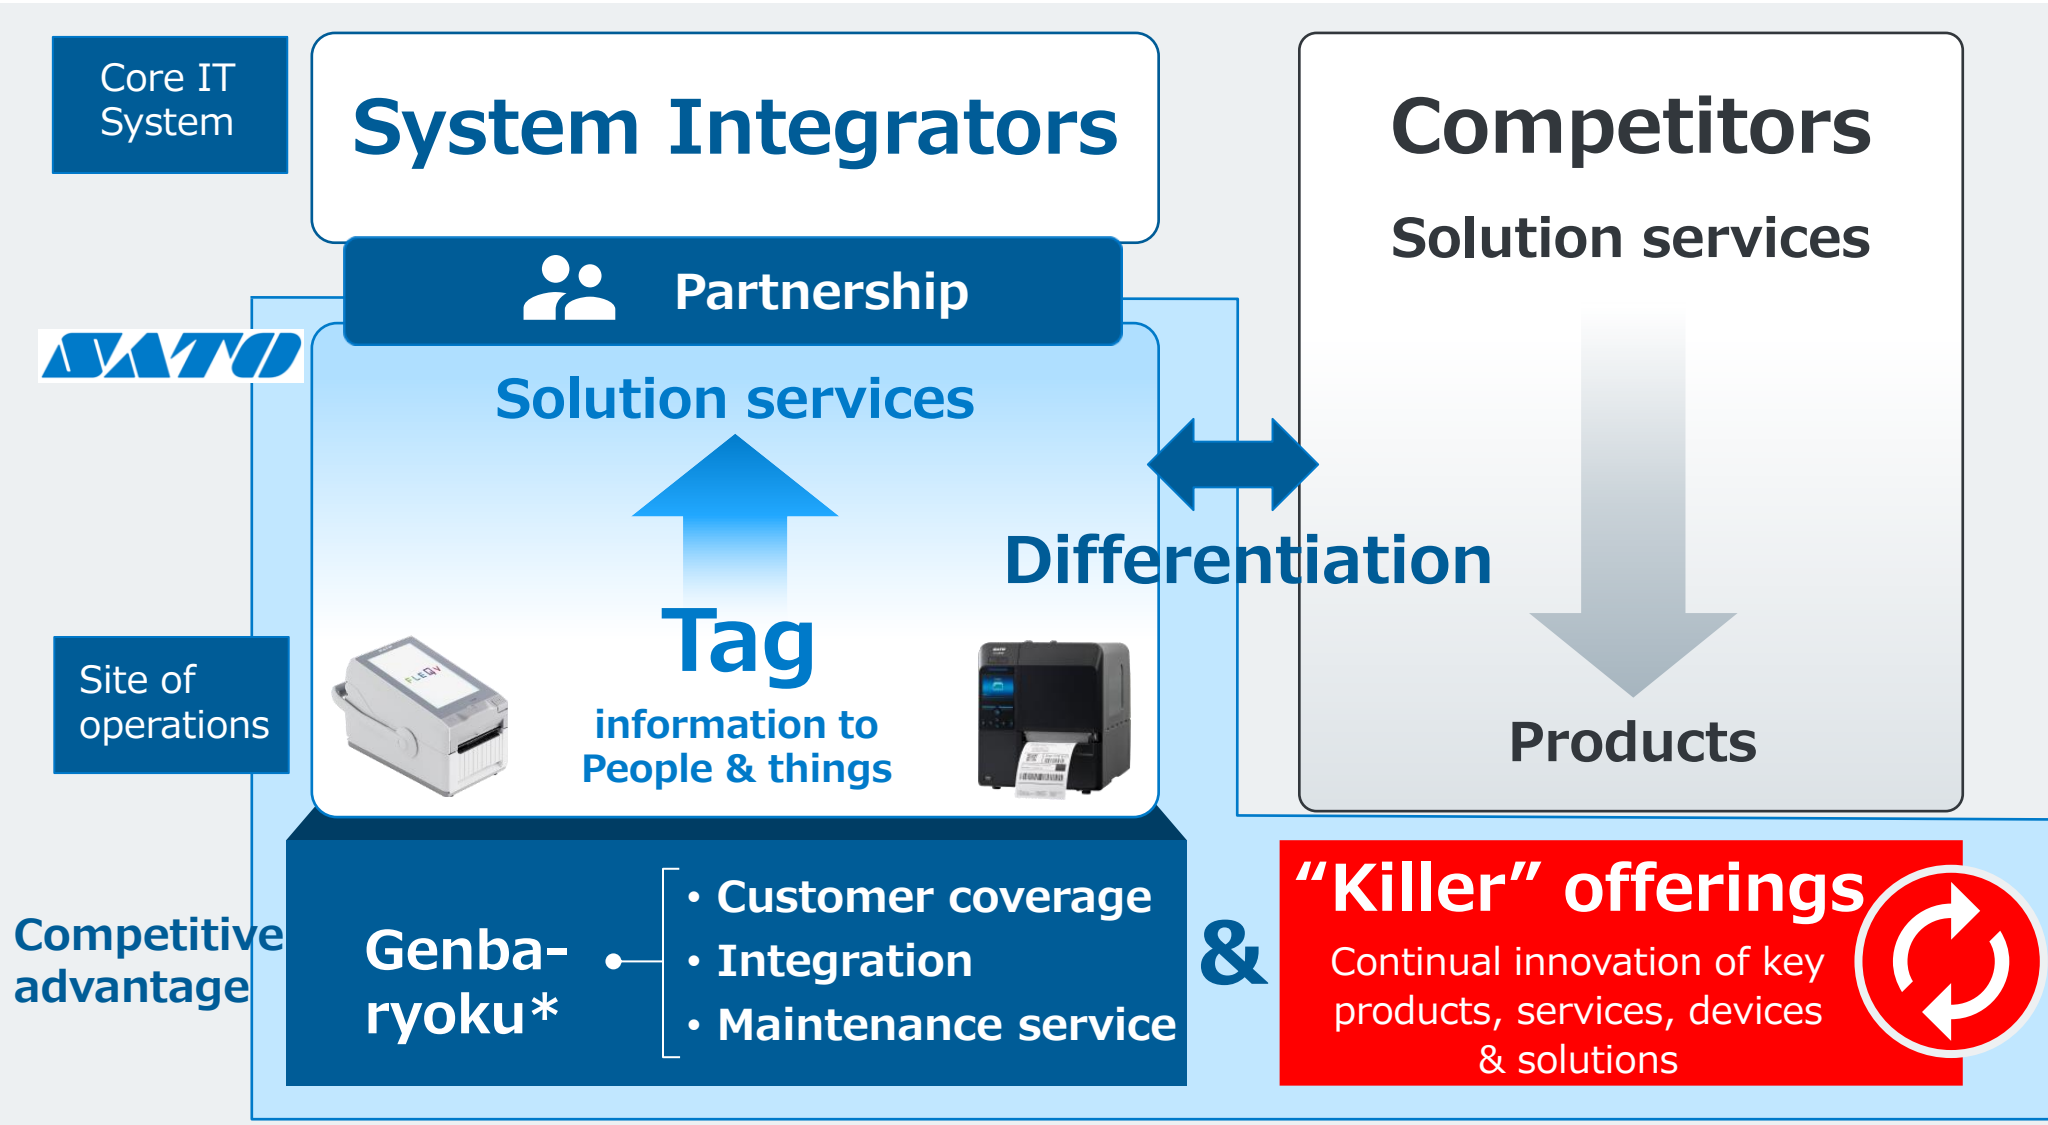 Core IT
System
System Integrators
Partnership
SATO
Solution services
Tag
information to
People & things
FLEQV
SATO
Site of
operations
Differentiation
Competitors
Solution services
Products
Competitive
advantage
Genba-
ryoku*
• Customer coverage
• Integration
• Maintenance service
&
“Killer” offerings
Continual innovation of key
products, services, devices
& solutions